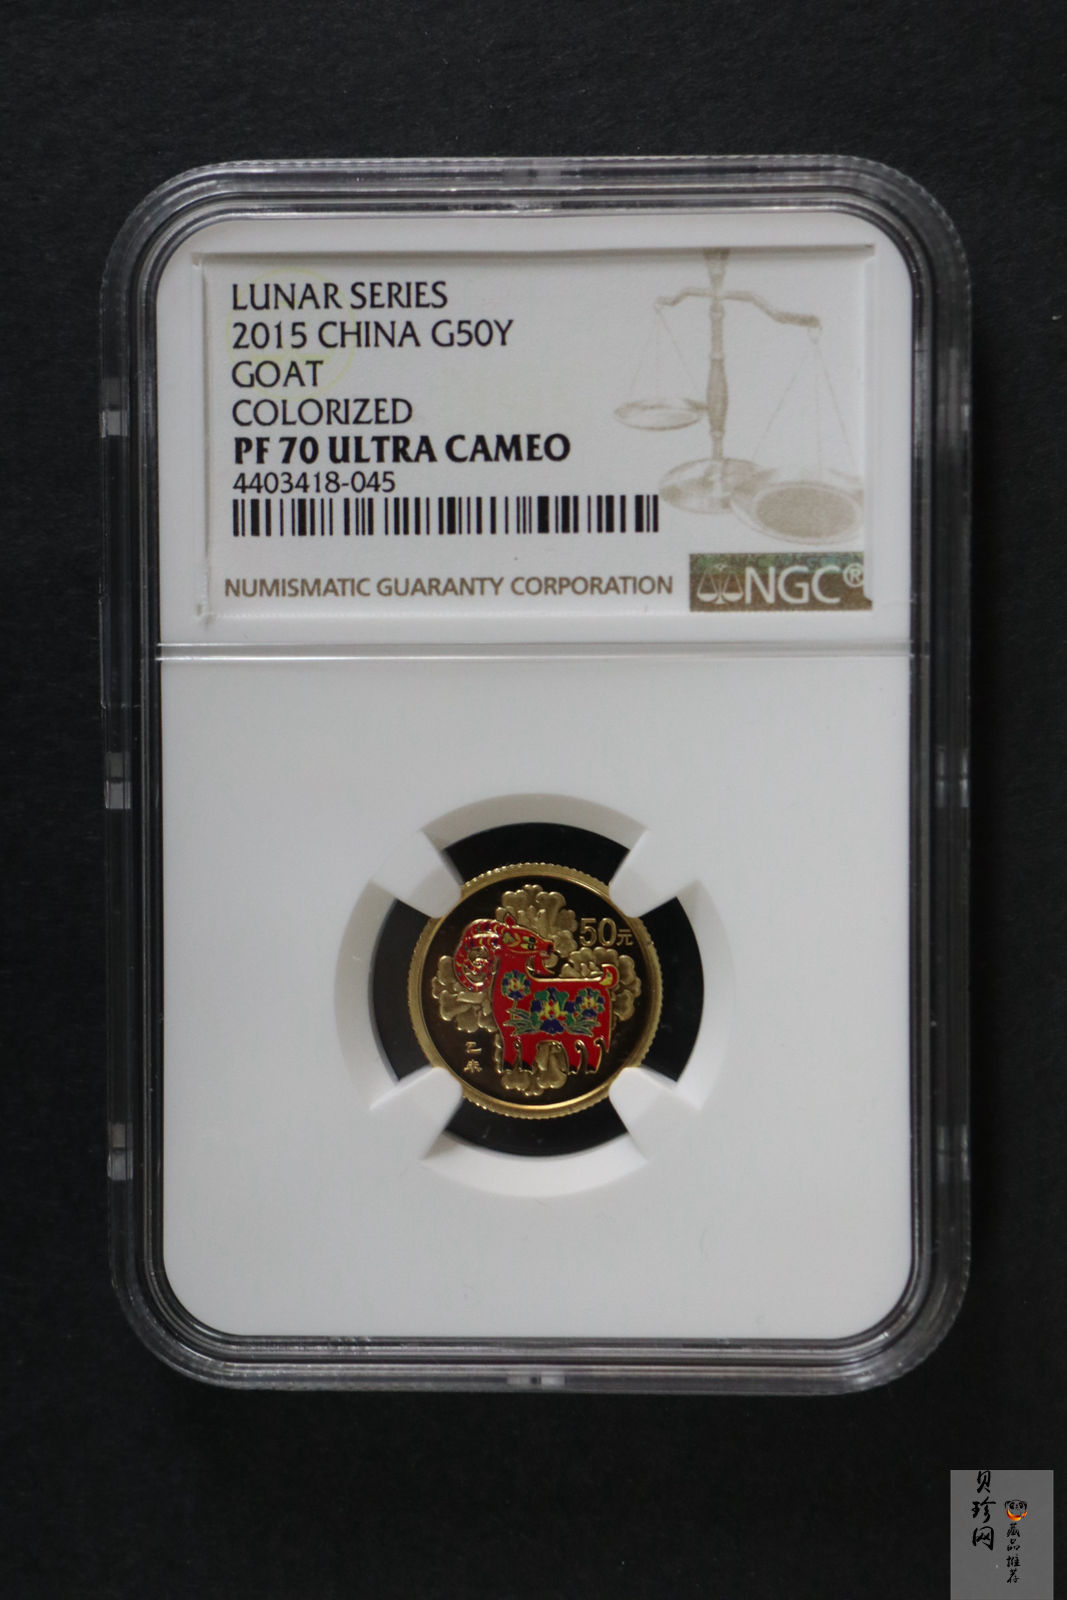 LUNAR SERIES
2015 CHINA G50Y
GOAT
COLORIZED
PF 70 ULTRA CAMEO
4403418-045
NUMISMATIC GUARANTY CORPORATION
NGC®
50元
乙
未
贝珍网
藏品推荐